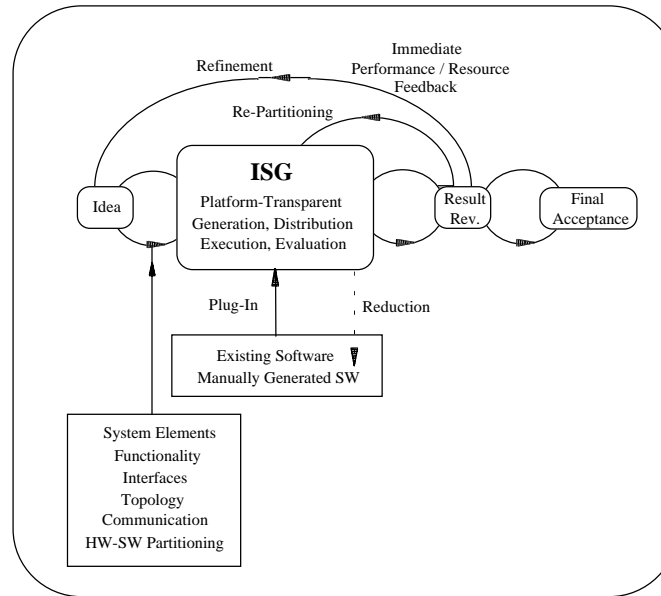 Immediate
Performance / Resource
Feedback
Refinement
Re-Partitioning
ISG
Platform-Transparent
Generation, Distribution
Execution, Evaluation
Idea
Result
Rev.
Final
Acceptance
Plug-In
Reduction
Existing Software
Manually Generated SW
System Elements
Functionality
Interfaces
Topology
Communication
HW-SW Partitioning